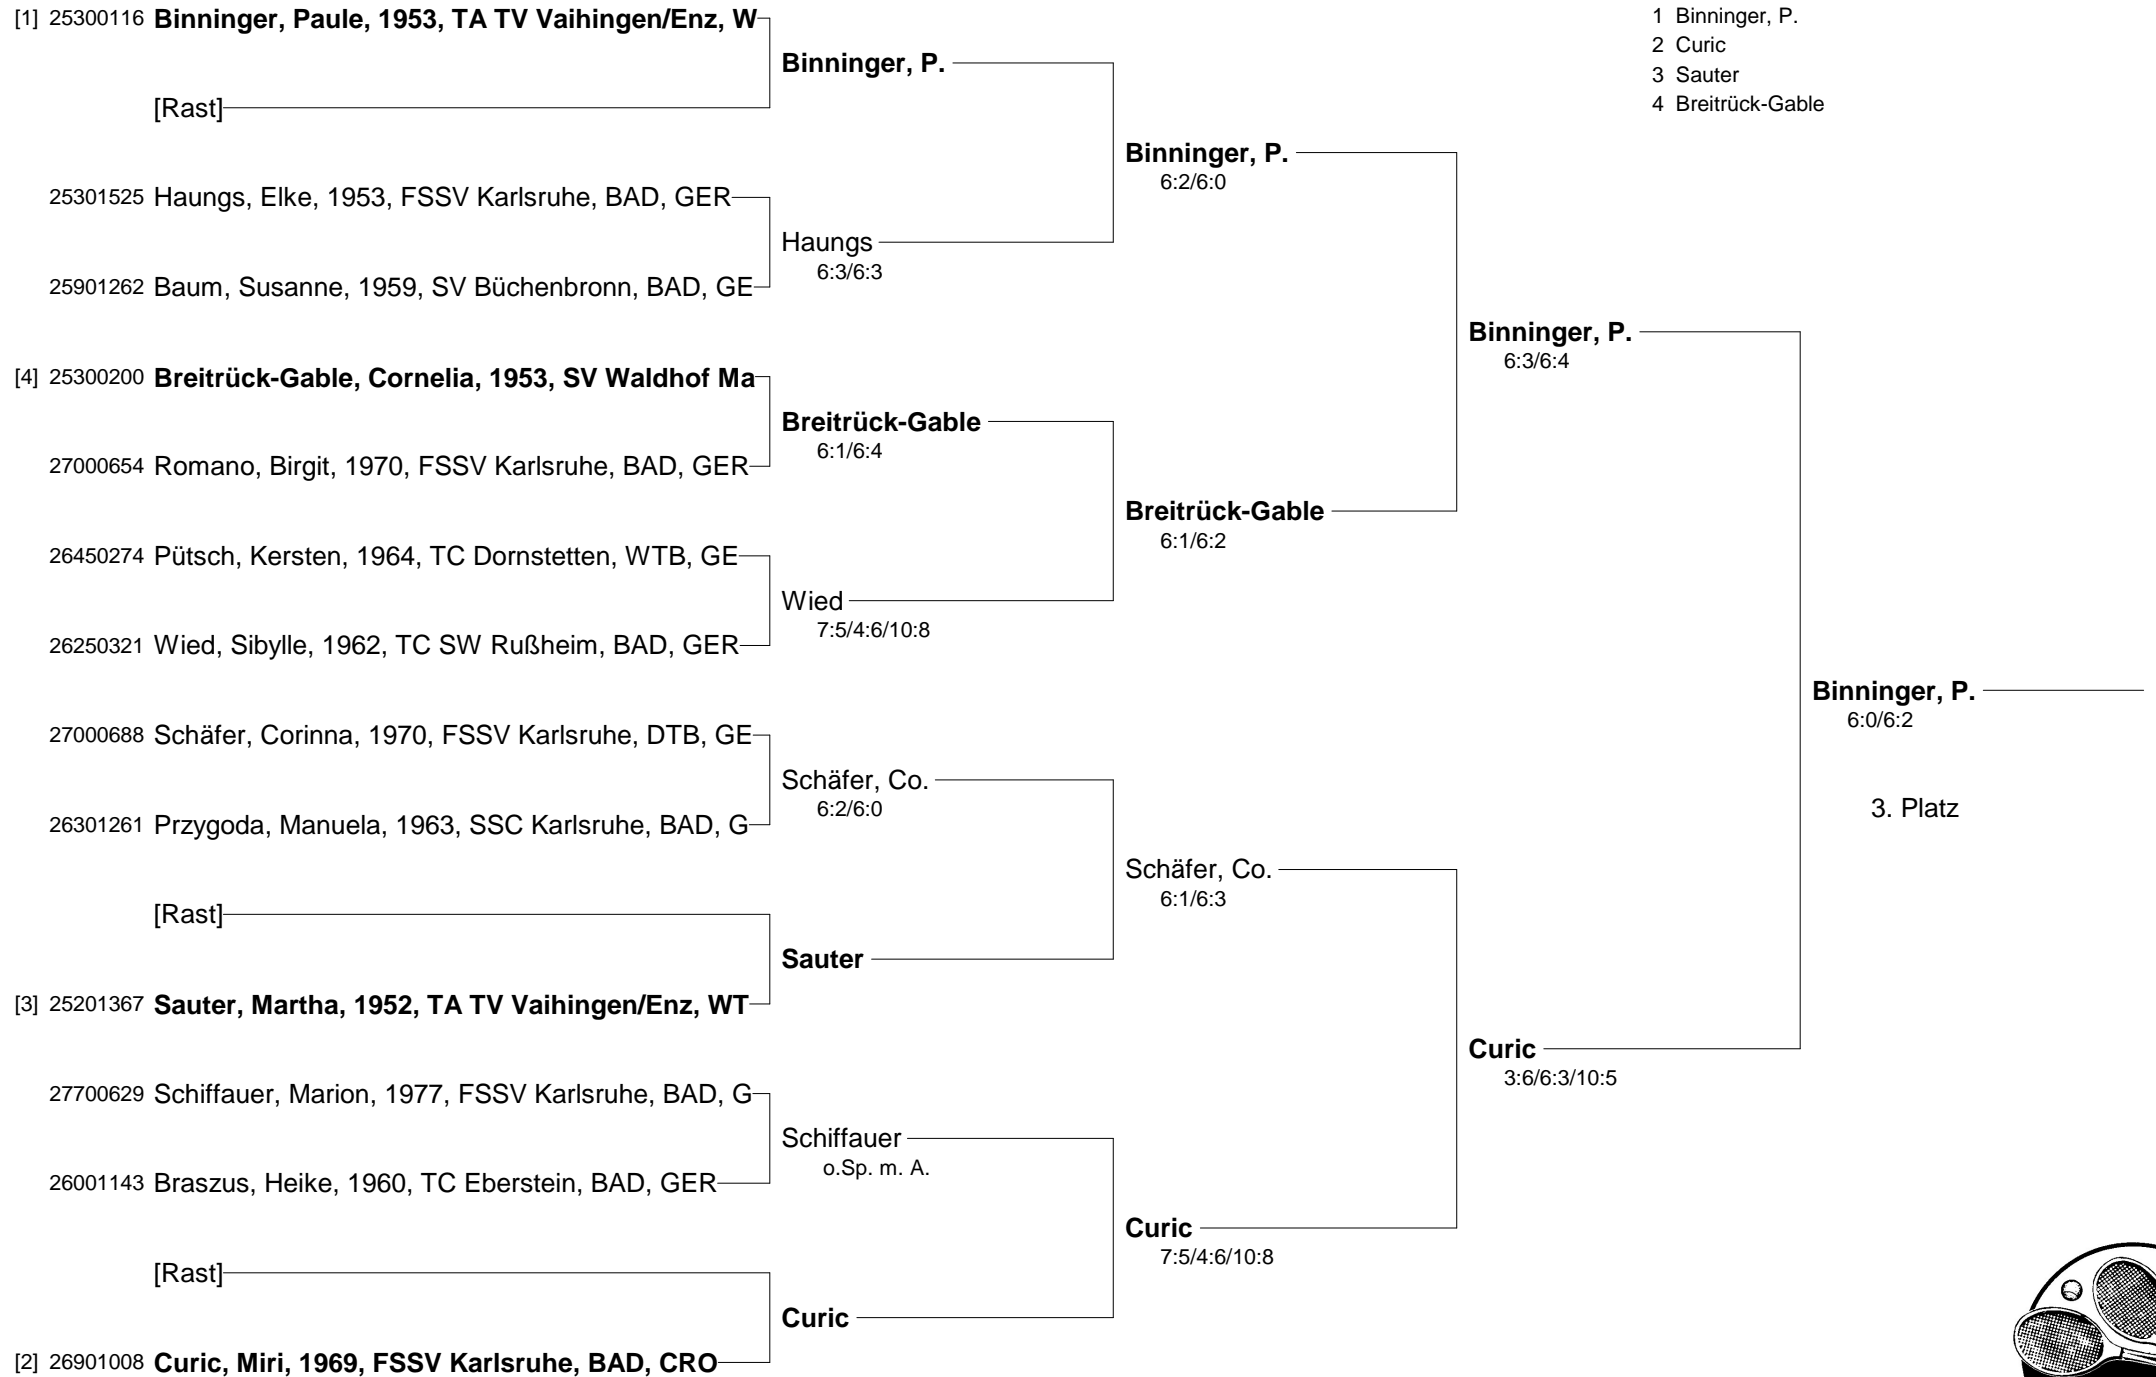 [1] 25300116 Binninger, Paule, 1953, TA TV Vaihingen/Enz, W
[Rast]
25301525 Haungs, Elke, 1953, FSSV Karlsruhe, BAD, GER
25901262 Baum, Susanne, 1959, SV Büchenbronn, BAD, GE
[4] 25300200 Breitrück-Gable, Cornelia, 1953, SV Waldhof Ma
27000654 Romano, Birgit, 1970, FSSV Karlsruhe, BAD, GER
26450274 Pütsch, Kersten, 1964, TC Dornstetten, WTB, GE
26250321 Wied, Sibylle, 1962, TC SW Rußheim, BAD, GER
27000688 Schäfer, Corinna, 1970, FSSV Karlsruhe, DTB, GE
26301261 Przygoda, Manuela, 1963, SSC Karlsruhe, BAD, G
[Rast]
[3] 25201367 Sauter, Martha, 1952, TA TV Vaihingen/Enz, WT
27700629 Schiffauer, Marion, 1977, FSSV Karlsruhe, BAD, G
26001143 Braszus, Heike, 1960, TC Eberstein, BAD, GER
[Rast]
[2] 26901008 Curic, Miri, 1969, FSSV Karlsruhe, BAD, CRO
Binninger, P.
Haungs
6:3/6:3
Breitrück-Gable
6:1/6:4
Wied
7:5/4:6/10:8
Schäfer, Co.
6:2/6:0
Sauter
Schiffauer
o.Sp. m. A.
Curic
Binninger, P.
6:2/6:0
Breitrück-Gable
6:1/6:2
Schäfer, Co.
6:1/6:3
Curic
7:5/4:6/10:8
Binninger, P.
6:3/6:4
Curic
3:6/6:3/10:5
Binninger, P.
6:0/6:2
3. Platz
1 Binninger, P.
2 Curic
3 Sauter
4 Breitrück-Gable